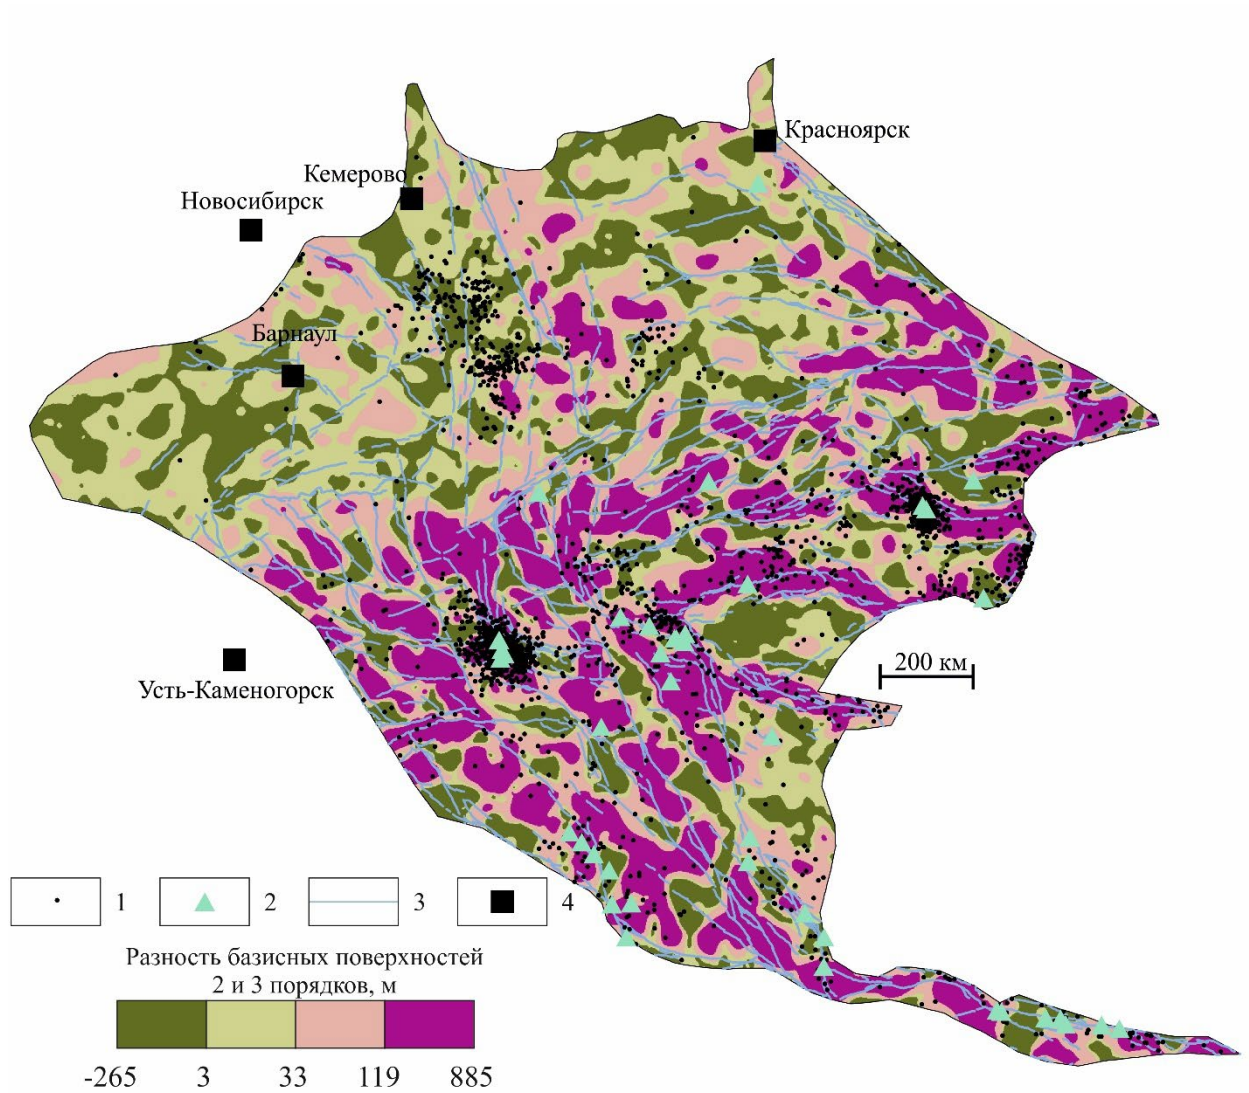 Красноярск
Кемерово
Новосибирск
Барнаул
200 км
Усть-Каменогорск
1 2 3 4
Разность базисных поверхностей
2 и 3 порядков, м
-265 3 33 119 885